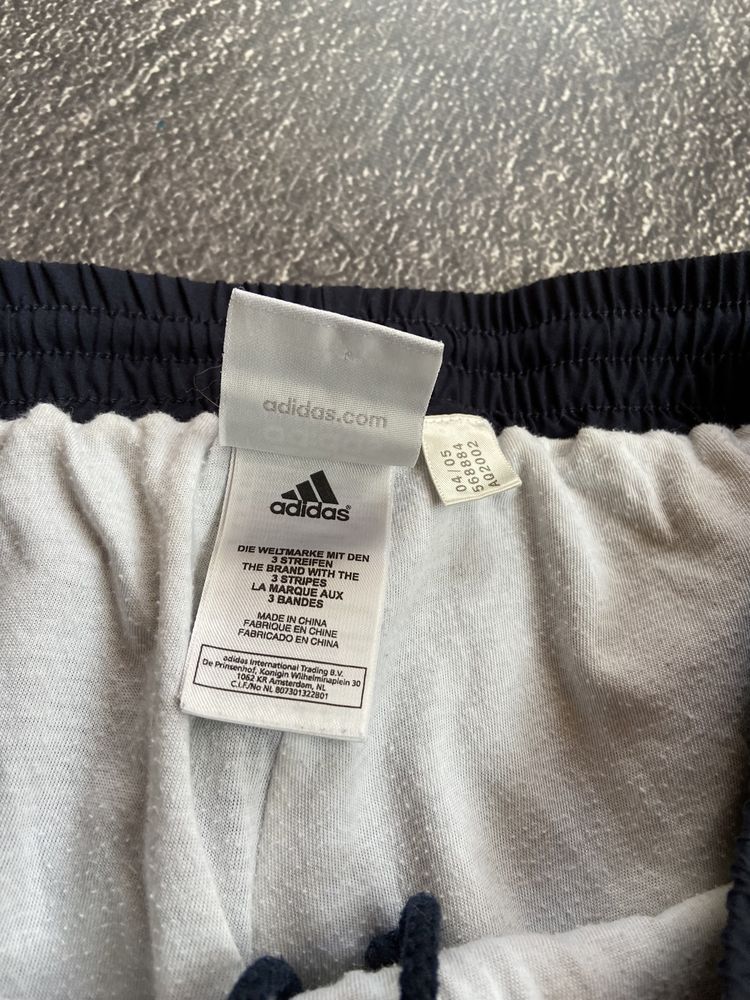 adidas.com
adidas®
DIE WELTMARKE MIT DEN
3 STREIFEN
THE BRAND WITH THE
3 STRIPES
LA MARQUE AUX
3 BANDES
MADE IN CHINA
FABRIQUE EN CHINE
FABRICADO EN CHINA
adidas International Trading B.V.
De Prinsenhof, Konigin Wilhelminaplein 30
1062 KR Amsterdam, NL
C.I.F./No NL 807301322B01
04/05
568884
02002
A